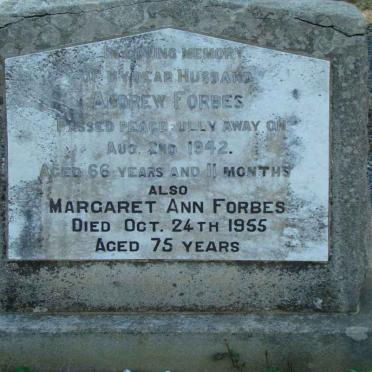 In Loving Memory
of my dear Husband
Andrew Forbes
Passed peacefully away on
Aug. 2nd 1942.
Aged 66 years and 11 months
also
Margaret Ann Forbes
Died Oct. 24th 1955
Aged 75 years